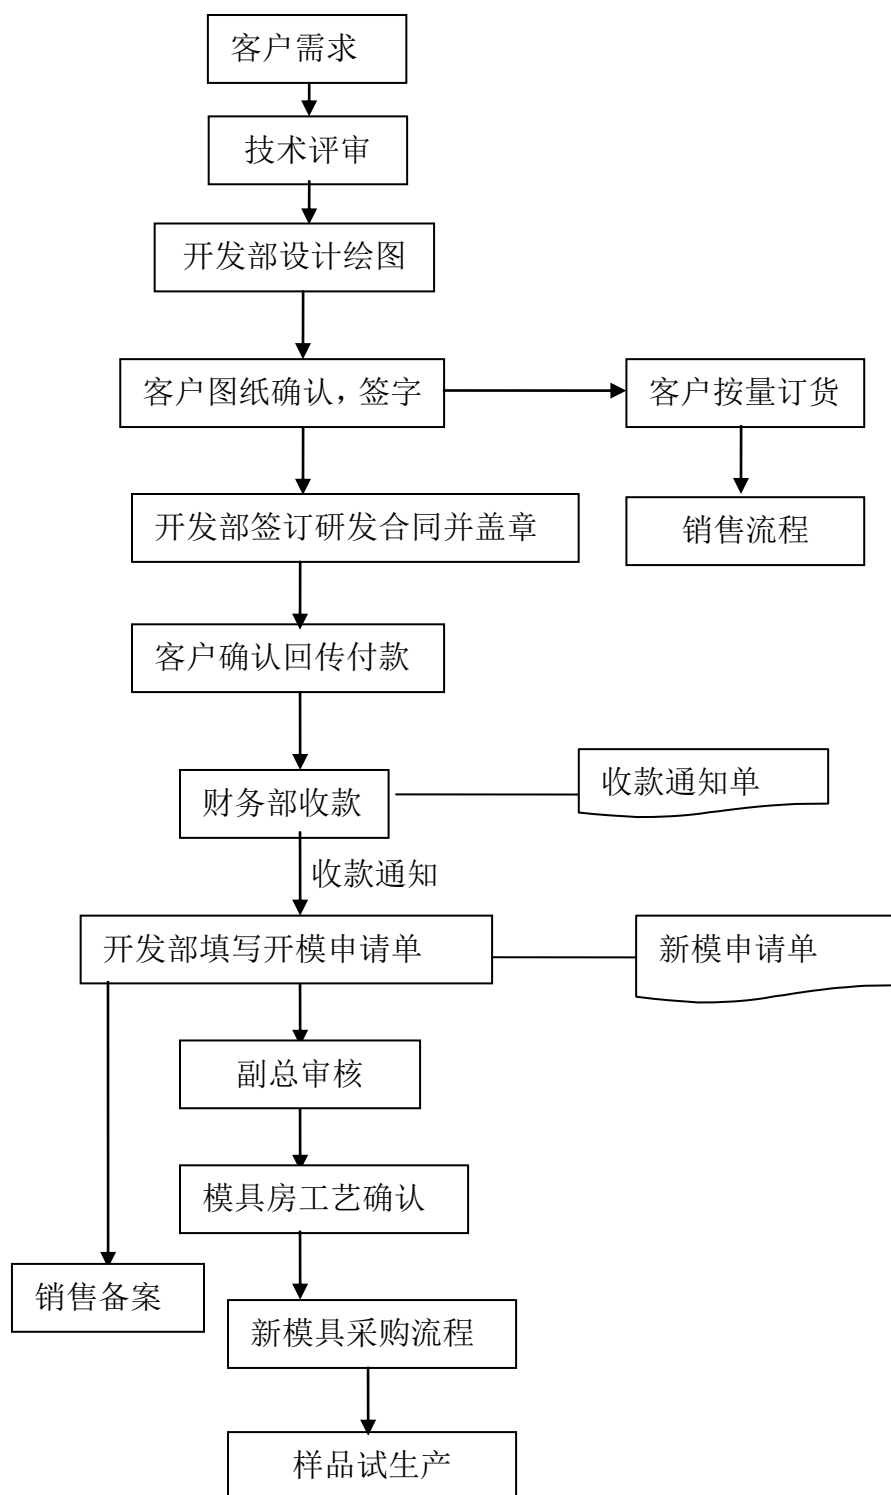 客户需求
技术评审
开发部设计绘图
客户图纸确认，签字
客户按量订货
开发部签订研发合同并盖章
销售流程
客户确认回传付款
财务部收款
收款通知单
收款通知
开发部填写开模申请单
新模申请单
副总审核
模具房工艺确认
销售备案
新模具采购流程
样品试生产